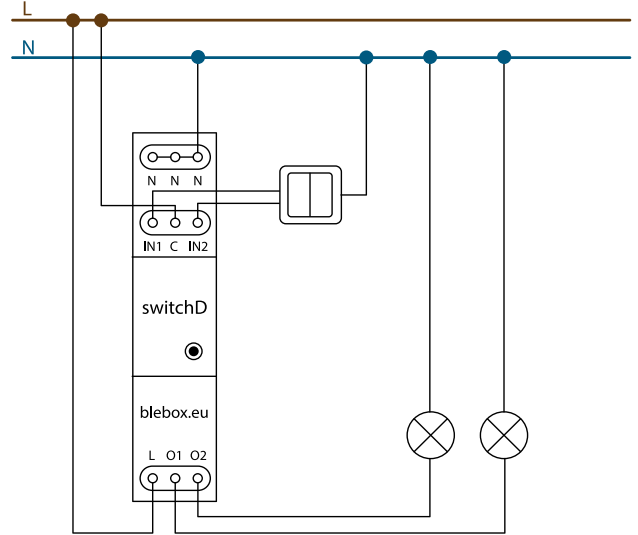 L
N
N N N
IN1 C IN2
switchD
blebox.eu
L O1 O2